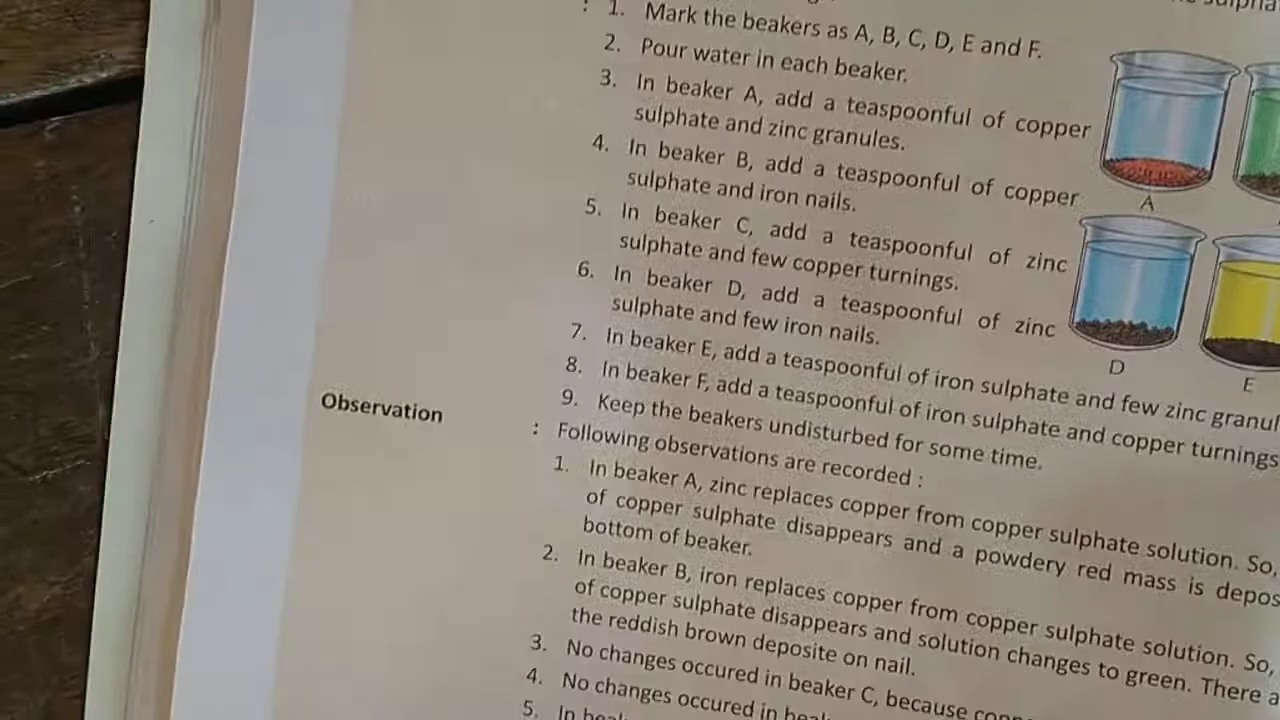 : 1. Mark the beakers as A, B, C, D, E and F.
2. Pour water in each beaker.
3. In beaker A, add a teaspoonful of copper
sulphate and zinc granules.
4. In beaker B, add a teaspoonful of copper
sulphate and iron nails.
5. In beaker C, add a teaspoonful of zinc
sulphate and few copper turnings.
6. In beaker D, add a teaspoonful of zinc
sulphate and few iron nails.
7. In beaker E, add a teaspoonful of iron sulphate and few zinc granul
8. In beaker F, add a teaspoonful of iron sulphate and copper turnings
9. Keep the beakers undisturbed for some time.
A
D
E
Observation : Following observations are recorded :
1. In beaker A, zinc replaces copper from copper sulphate solution. So,
of copper sulphate disappears and a powdery red mass is depos
bottom of beaker.
2. In beaker B, iron replaces copper from copper sulphate solution. So,
of copper sulphate disappears and solution changes to green. There a
the reddish brown deposite on nail.
3. No changes occured in beaker C, because
4. No changes occured in
5. In